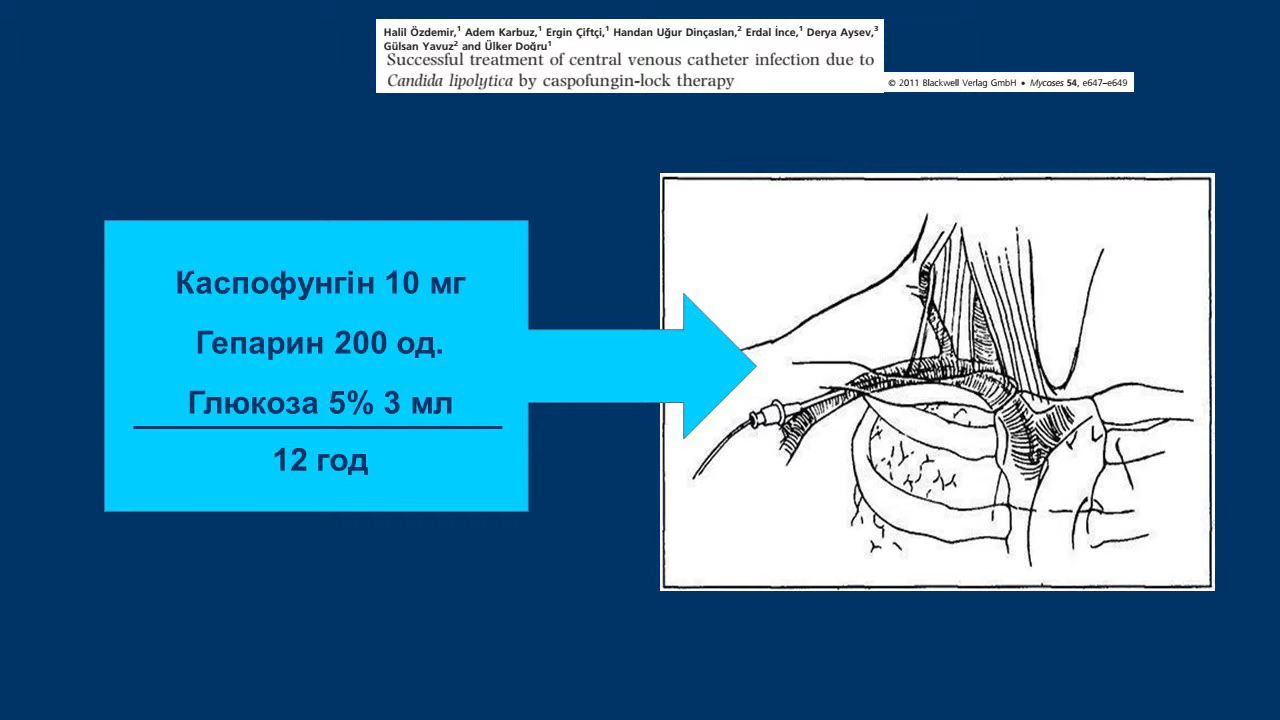 Halil Özdemir,¹ Adem Karbuz,¹ Ergin Çiftçi,¹ Handan Uğur Dinçaslan,² Erdal İnce,¹ Derya Aysev,³
Gülsan Yavuz² and Ülker Doğru¹
Successful treatment of central venous catheter infection due to
Candida lipolytica by caspofungin-lock therapy
© 2011 Blackwell Verlag GmbH • Mycoses 54, e647–e649
Каспофунгін 10 мг
Гепарин 200 од.
Глюкоза 5% 3 мл
12 год